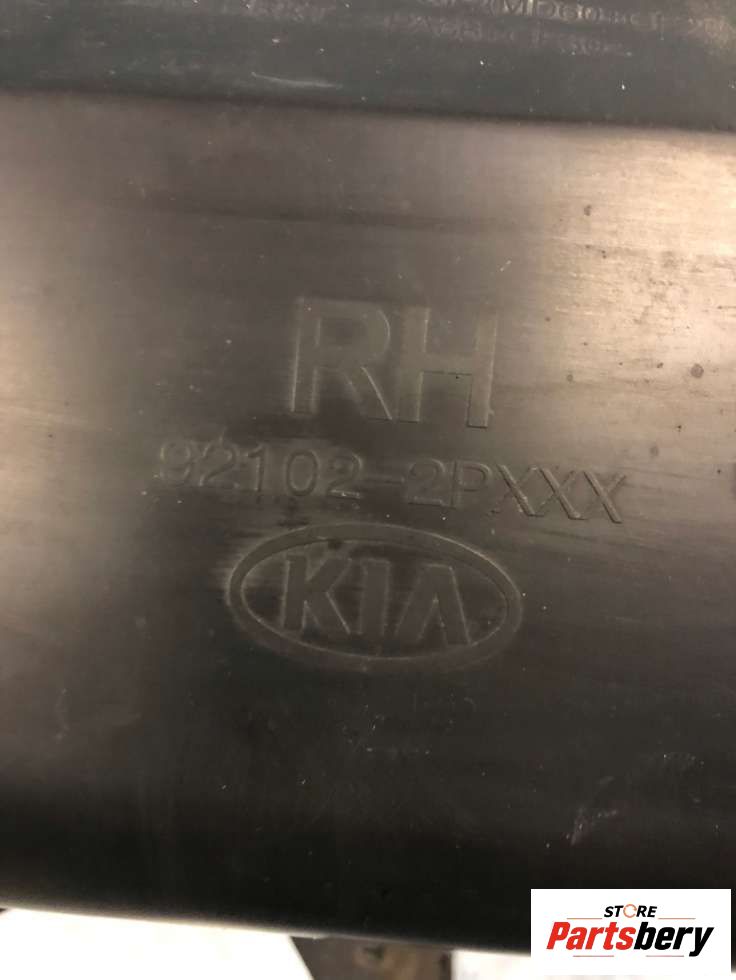 RH
92102-2PXXX
KIA
STORE
Partsbery